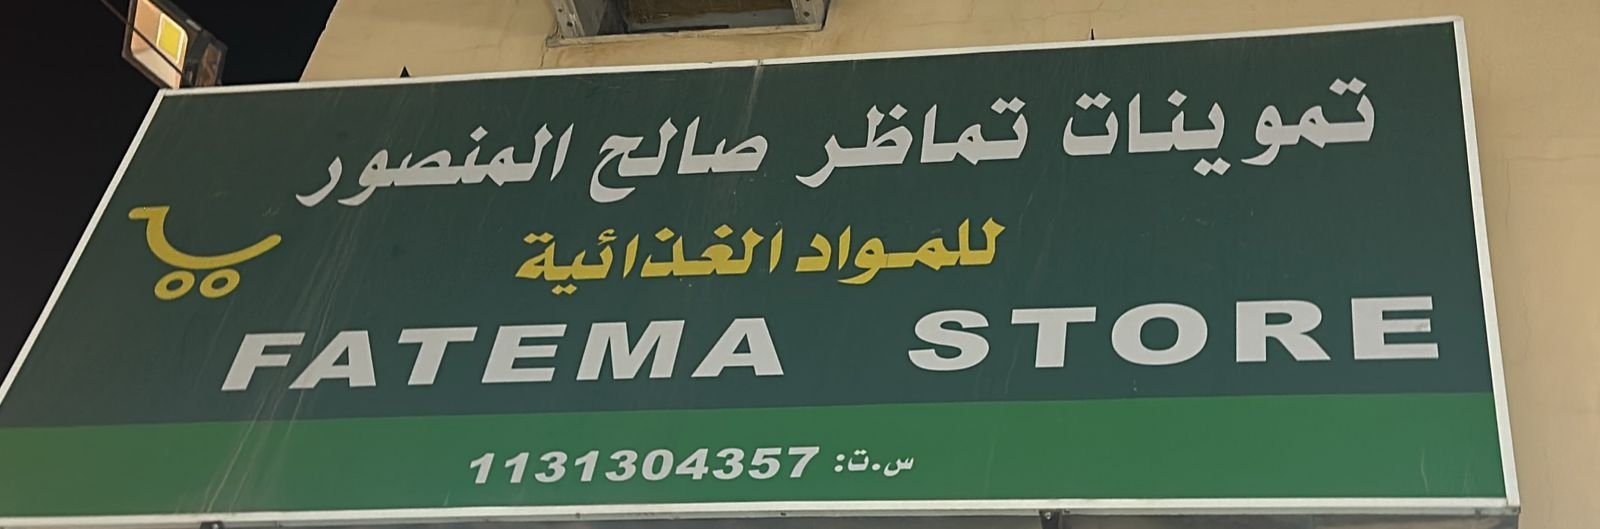 تموينات تماظر صالح المنصور
للمواد الغذائية
FATEMA STORE
س.ت: 1131304357